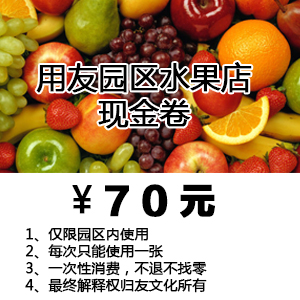 用友园区水果店
现金卷
￥70元
1、仅限园区内使用
2、每次只能使用一张
3、一次性消费，不退不找零
4、最终解释权归友文化所有